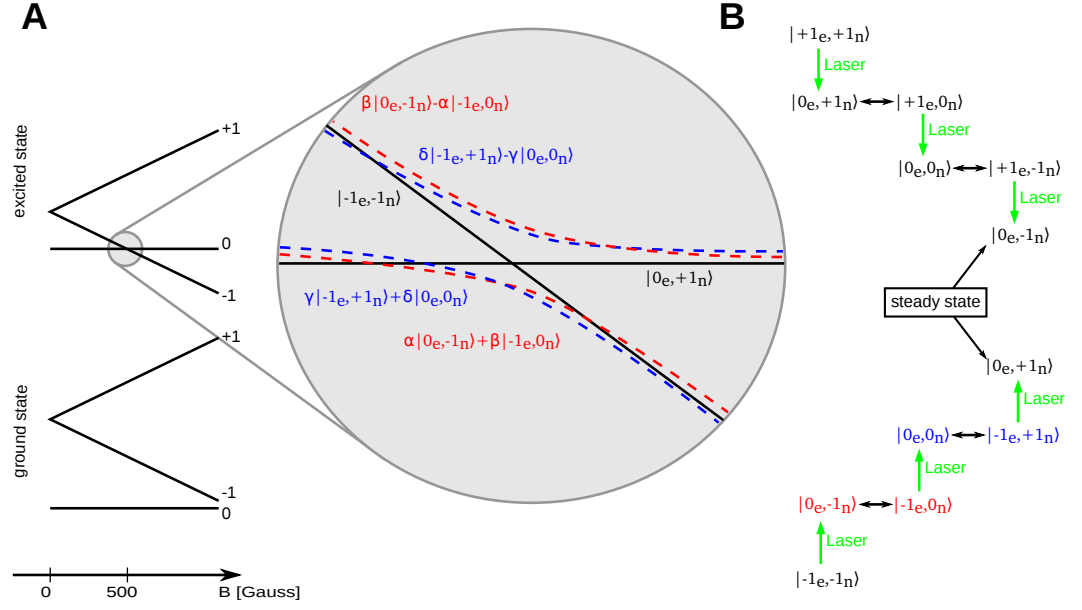 A
B
excited state
+1
0
-1
ground state
+1
-1
0
0
500
B [Gauss]
β|0e,-1n⟩-α|-1e,0n⟩
δ|-1e,+1n⟩-γ|0e,0n⟩
|-1e,-1n⟩
|0e,+1n⟩
γ|-1e,+1n⟩+δ|0e,0n⟩
α|0e,-1n⟩+β|-1e,0n⟩
|+1e,+1n⟩
Laser
|0e,+1n⟩ |+1e,0n⟩
Laser
|0e,0n⟩ |+1e,-1n⟩
Laser
|0e,-1n⟩
steady state
|0e,+1n⟩
Laser
|0e,0n⟩ |-1e,+1n⟩
Laser
|0e,-1n⟩ |-1e,0n⟩
Laser
|-1e,-1n⟩